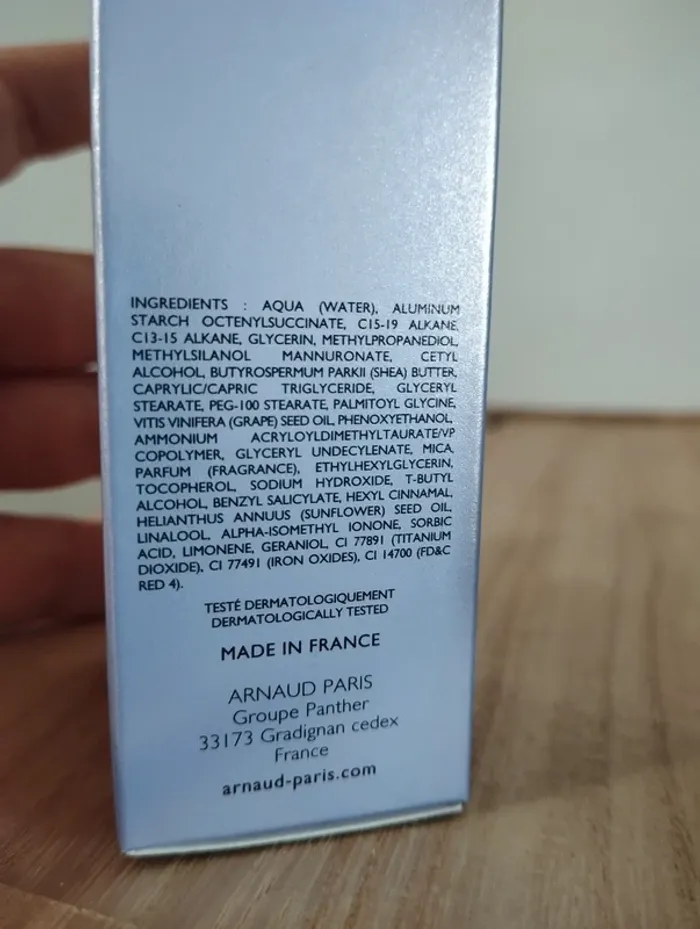 INGREDIENTS : AQUA (WATER), ALUMINUM
STARCH OCTENYLSUCCINATE, C15-19 ALKANE,
C13-15 ALKANE, GLYCERIN, METHYLPROPANEDIOL,
METHYLSILANOL MANNURONATE, CETYL
ALCOHOL, BUTYROSPERMUM PARKII (SHEA) BUTTER,
CAPRYLIC/CAPRIC TRIGLYCERIDE, GLYCERYL
STEARATE, PEG-100 STEARATE, PALMITOYL GLYCINE,
VITIS VINIFERA (GRAPE) SEED OIL, PHENOXYETHANOL,
AMMONIUM ACRYLOYLDIMETHYLTAURATE/VP
COPOLYMER, GLYCERYL UNDECYLENATE, MICA,
PARFUM (FRAGRANCE), ETHYLHEXYLGLYCERIN,
TOCOPHEROL, SODIUM HYDROXIDE, T-BUTYL
ALCOHOL, BENZYL SALICYLATE, HEXYL CINNAMAL,
HELIANTHUS ANNUUS (SUNFLOWER) SEED OIL,
LINALOOL, ALPHA-ISOMETHYL IONONE, SORBIC
ACID, LIMONENE, GERANIOL, CI 77891 (TITANIUM
DIOXIDE), CI 77491 (IRON OXIDES), CI 14700 (FD&C
RED 4).
TESTÉ DERMATOLOGIQUEMENT
DERMATOLOGICALLY TESTED
MADE IN FRANCE
ARNAUD PARIS
Groupe Panther
33173 Gradignan cedex
France
arnaud-paris.com